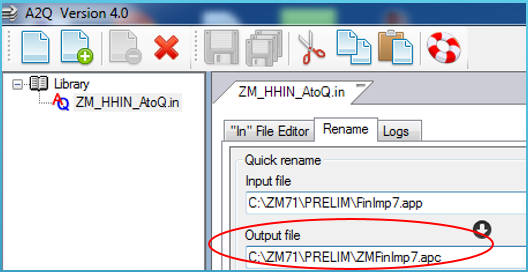 A2Q Version 4.0
Library
ZM_HHIN_AtoQ.in
ZM_HHIN_AtoQ.in
"In" File Editor
Rename
Logs
Quick rename
Input file
C:\ZM71\PRELIM\FinImp7.app
Output file
C:\ZM71\PRELIM\ZMFinImp7.apc